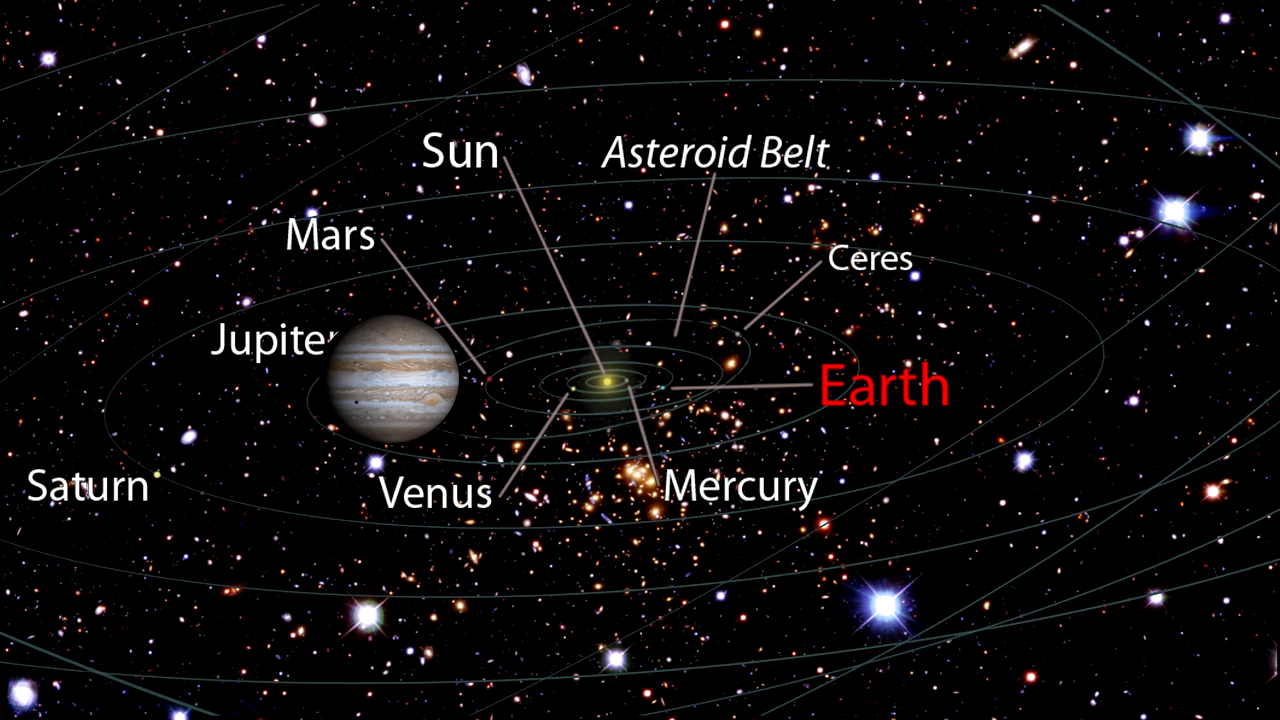 Sun
Asteroid Belt
Mars
Ceres
Jupiter
Earth
Saturn
Venus
Mercury